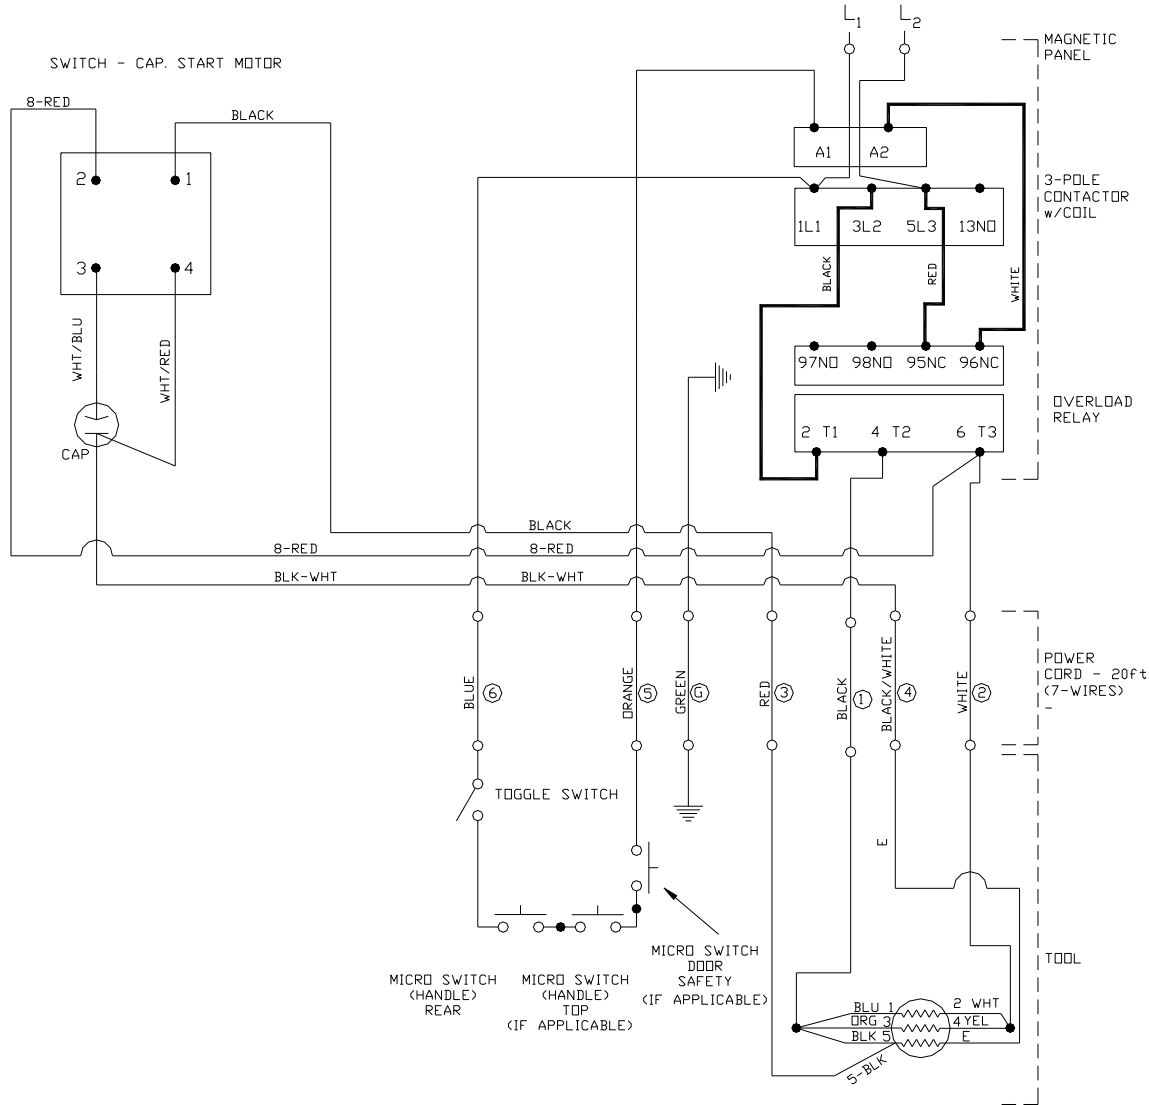 L1
L2
MAGNETIC
PANEL
SWITCH - CAP. START MOTOR
8-RED
BLACK
2
1
3
4
WHT/BLU
WHT/RED
CAP
A1
A2
3-POLE
CONTACTOR
w/COIL
1L1
3L2
5L3
13NO
BLACK
RED
WHITE
97NO
98NO
95NC
96NC
OVERLOAD
RELAY
2 T1
4 T2
6 T3
BLACK
8-RED
8-RED
BLK-WHT
BLK-WHT
POWER
CORD - 20ft
(7-WIRES)
BLUE
6
ORANGE
5
GREEN
G
RED
3
BLACK
1
BLACK/WHITE
4
WHITE
2
TOGGLE SWITCH
E
MICRO SWITCH
DOOR
SAFETY
(IF APPLICABLE)
MICRO SWITCH
(HANDLE)
REAR
MICRO SWITCH
(HANDLE)
TOP
(IF APPLICABLE)
TOOL
BLU 1
2 WHT
ORG 3
4 YEL
BLK 5
E
5-BLK